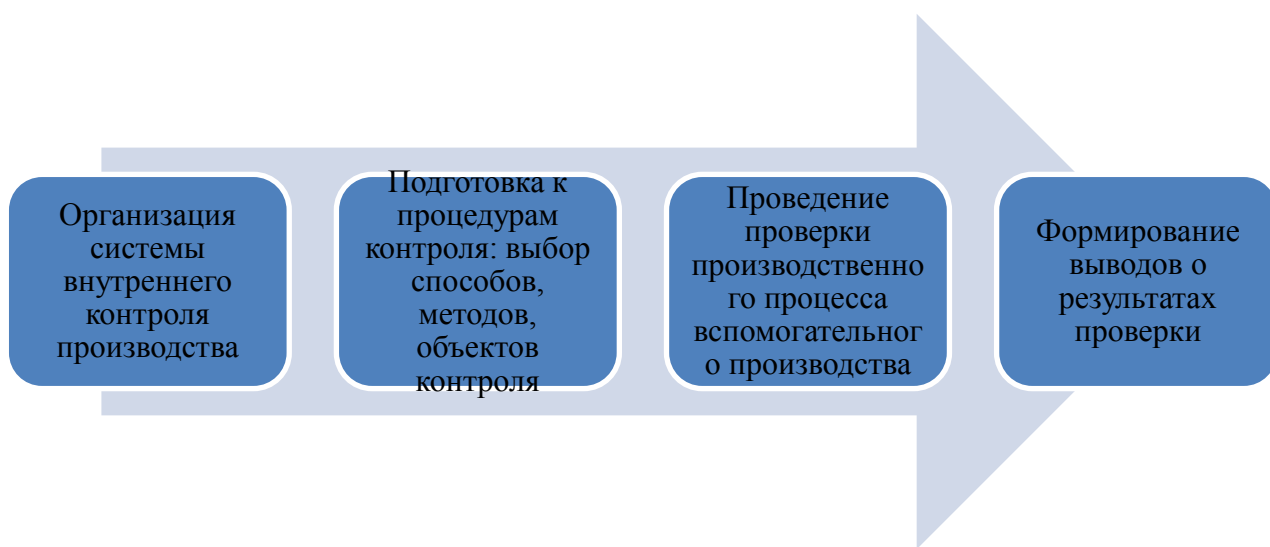 Организация
системы
внутреннего
контроля
производства
Подготовка к
процедурам
контроля: выбор
способов,
методов,
объектов
контроля
Проведение
проверки
производственно
го процесса
вспомогательног
о производства
Формирование
выводов о
результатах
проверки